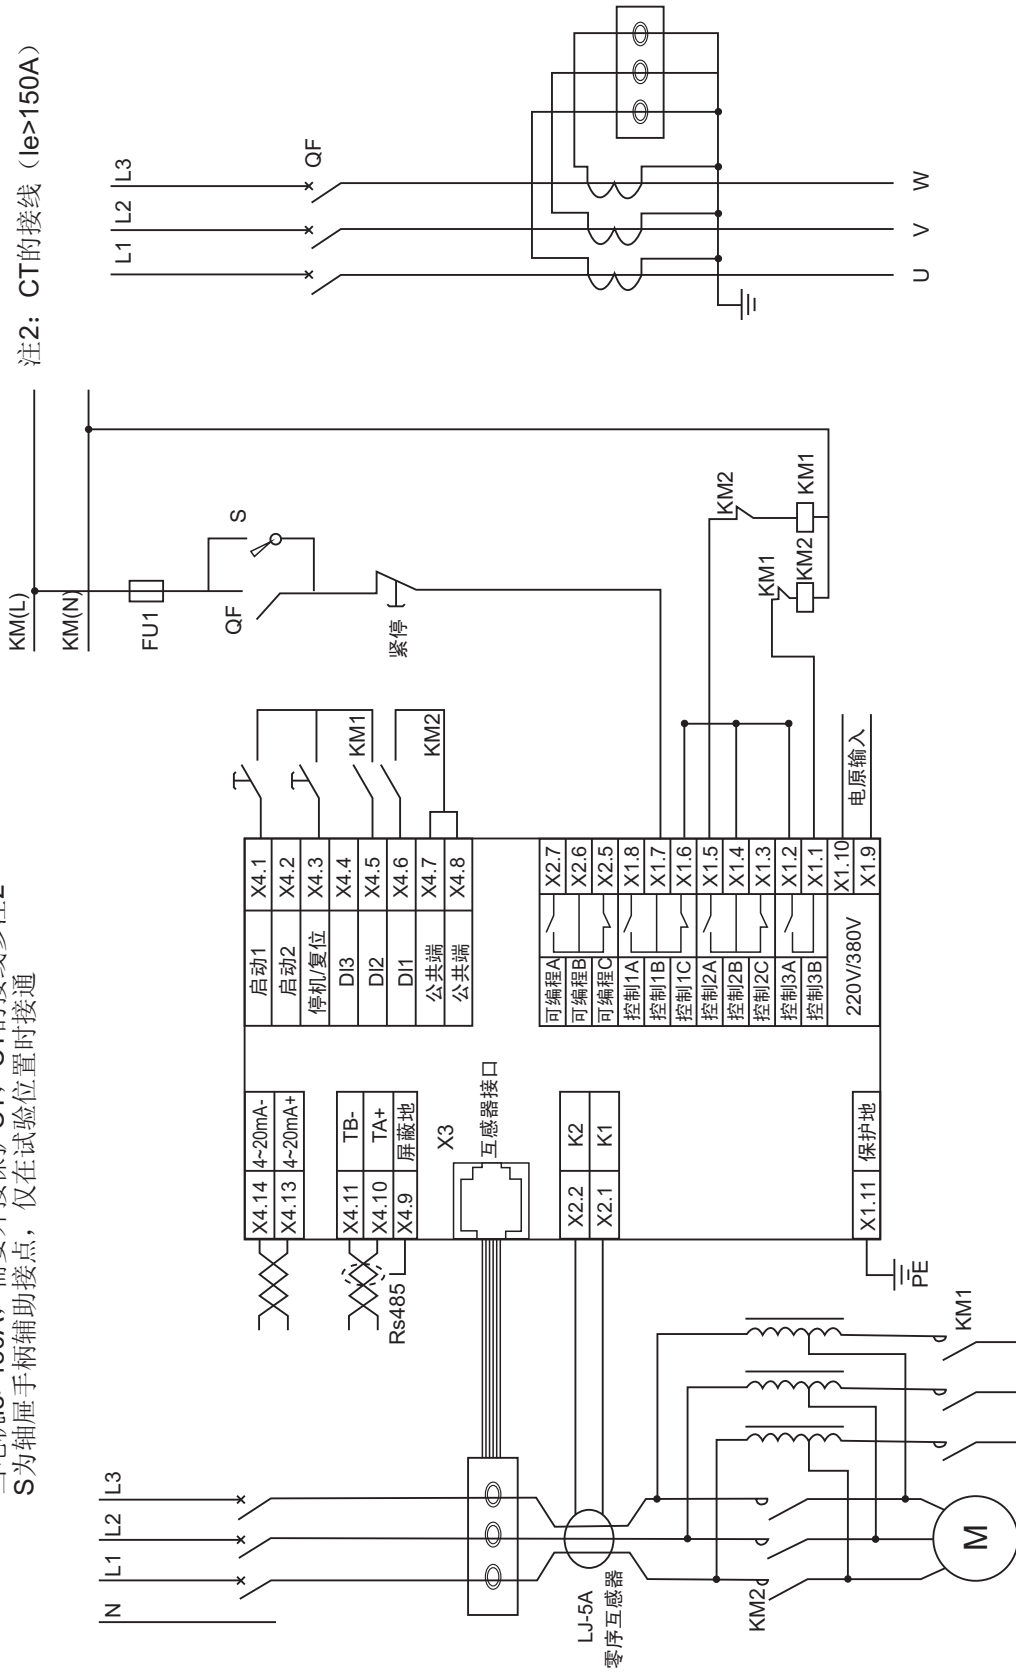 S为轴屉手柄辅助接点，仅在试验位置时接通
注2：CT的接线（Ie>150A）
L3
L2
L1
QF
W
V
U
KM(L)
KM(N)
FU1
QF
S
紧停
KM2
KM1
KM1
KM2
KM1
KM2
启动1 X4.1
启动2 X4.2
停机/复位 X4.3
DI3 X4.4
DI2 X4.5
DI1 X4.6
公共端 X4.7
公共端 X4.8
可编程A X2.7
可编程B X2.6
可编程C X2.5
控制1A X1.8
控制1B X1.7
控制1C X1.6
控制2A X1.5
控制2B X1.4
控制2C X1.3
控制3A X1.2
控制3B X1.1
220V/380V X1.10
X1.9
电原输入
X4.14 4~20mA-
X4.13 4~20mA+
X4.11 TB-
X4.10 TA+
X4.9 屏蔽地
Rs485
X3
互感器接口
X2.2 K2
X2.1 K1
X1.11 保护地
PE
L3
L2
L1
N
LJ-5A
零序互感器
KM2
KM1
M